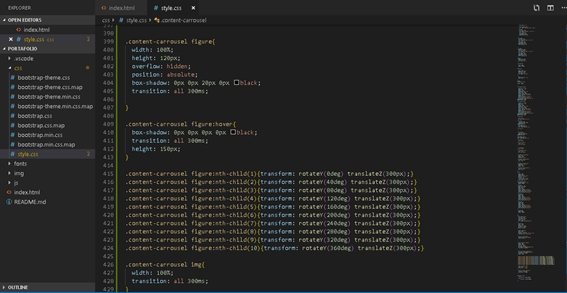 EXPLORER
OPEN EDITORS
index.html
style.css 2
PORTAFOLIO
.vscode
css
bootstrap-theme.css
bootstrap-theme.css.map
bootstrap-theme.min.css
bootstrap-theme.min.css.map
bootstrap.css
bootstrap.css.map
bootstrap.min.css
bootstrap.min.css.map
style.css 2
fonts
img
js
index.html
README.md
OUTLINE
index.html
style.css
css › style.css › .content-carrousel
398
399 .content-carrousel figure{
400 width: 100%;
401 height: 120px;
402 overflow: hidden;
403 position: absolute;
404 box-shadow: 0px 0px 20px 0px black;
405 transition: all 300ms;
406
407 }
408
409 .content-carrousel figure:hover{
410 box-shadow: 0px 0px 0px 0px black;
411 transition: all 300ms;
412 height: 150px;
413 }
414
415 .content-carrousel figure:nth-child(1){transform: rotateY(0deg) translateZ(300px);}
416 .content-carrousel figure:nth-child(2){transform: rotateY(40deg) translateZ(300px);}
417 .content-carrousel figure:nth-child(3){transform: rotateY(80deg) translateZ(300px);}
418 .content-carrousel figure:nth-child(4){transform: rotateY(120deg) translateZ(300px);}
419 .content-carrousel figure:nth-child(5){transform: rotateY(160deg) translateZ(300px);}
420 .content-carrousel figure:nth-child(6){transform: rotateY(200deg) translateZ(300px);}
421 .content-carrousel figure:nth-child(7){transform: rotateY(240deg) translateZ(300px);}
422 .content-carrousel figure:nth-child(8){transform: rotateY(280deg) translateZ(300px);}
423 .content-carrousel figure:nth-child(9){transform: rotateY(320deg) translateZ(300px);}
424 .content-carrousel figure:nth-child(10){transform: rotateY(360deg) translateZ(300px);}
425
426 .content-carrousel img{
427 width: 100%;
428 transition: all 300ms;
429 }